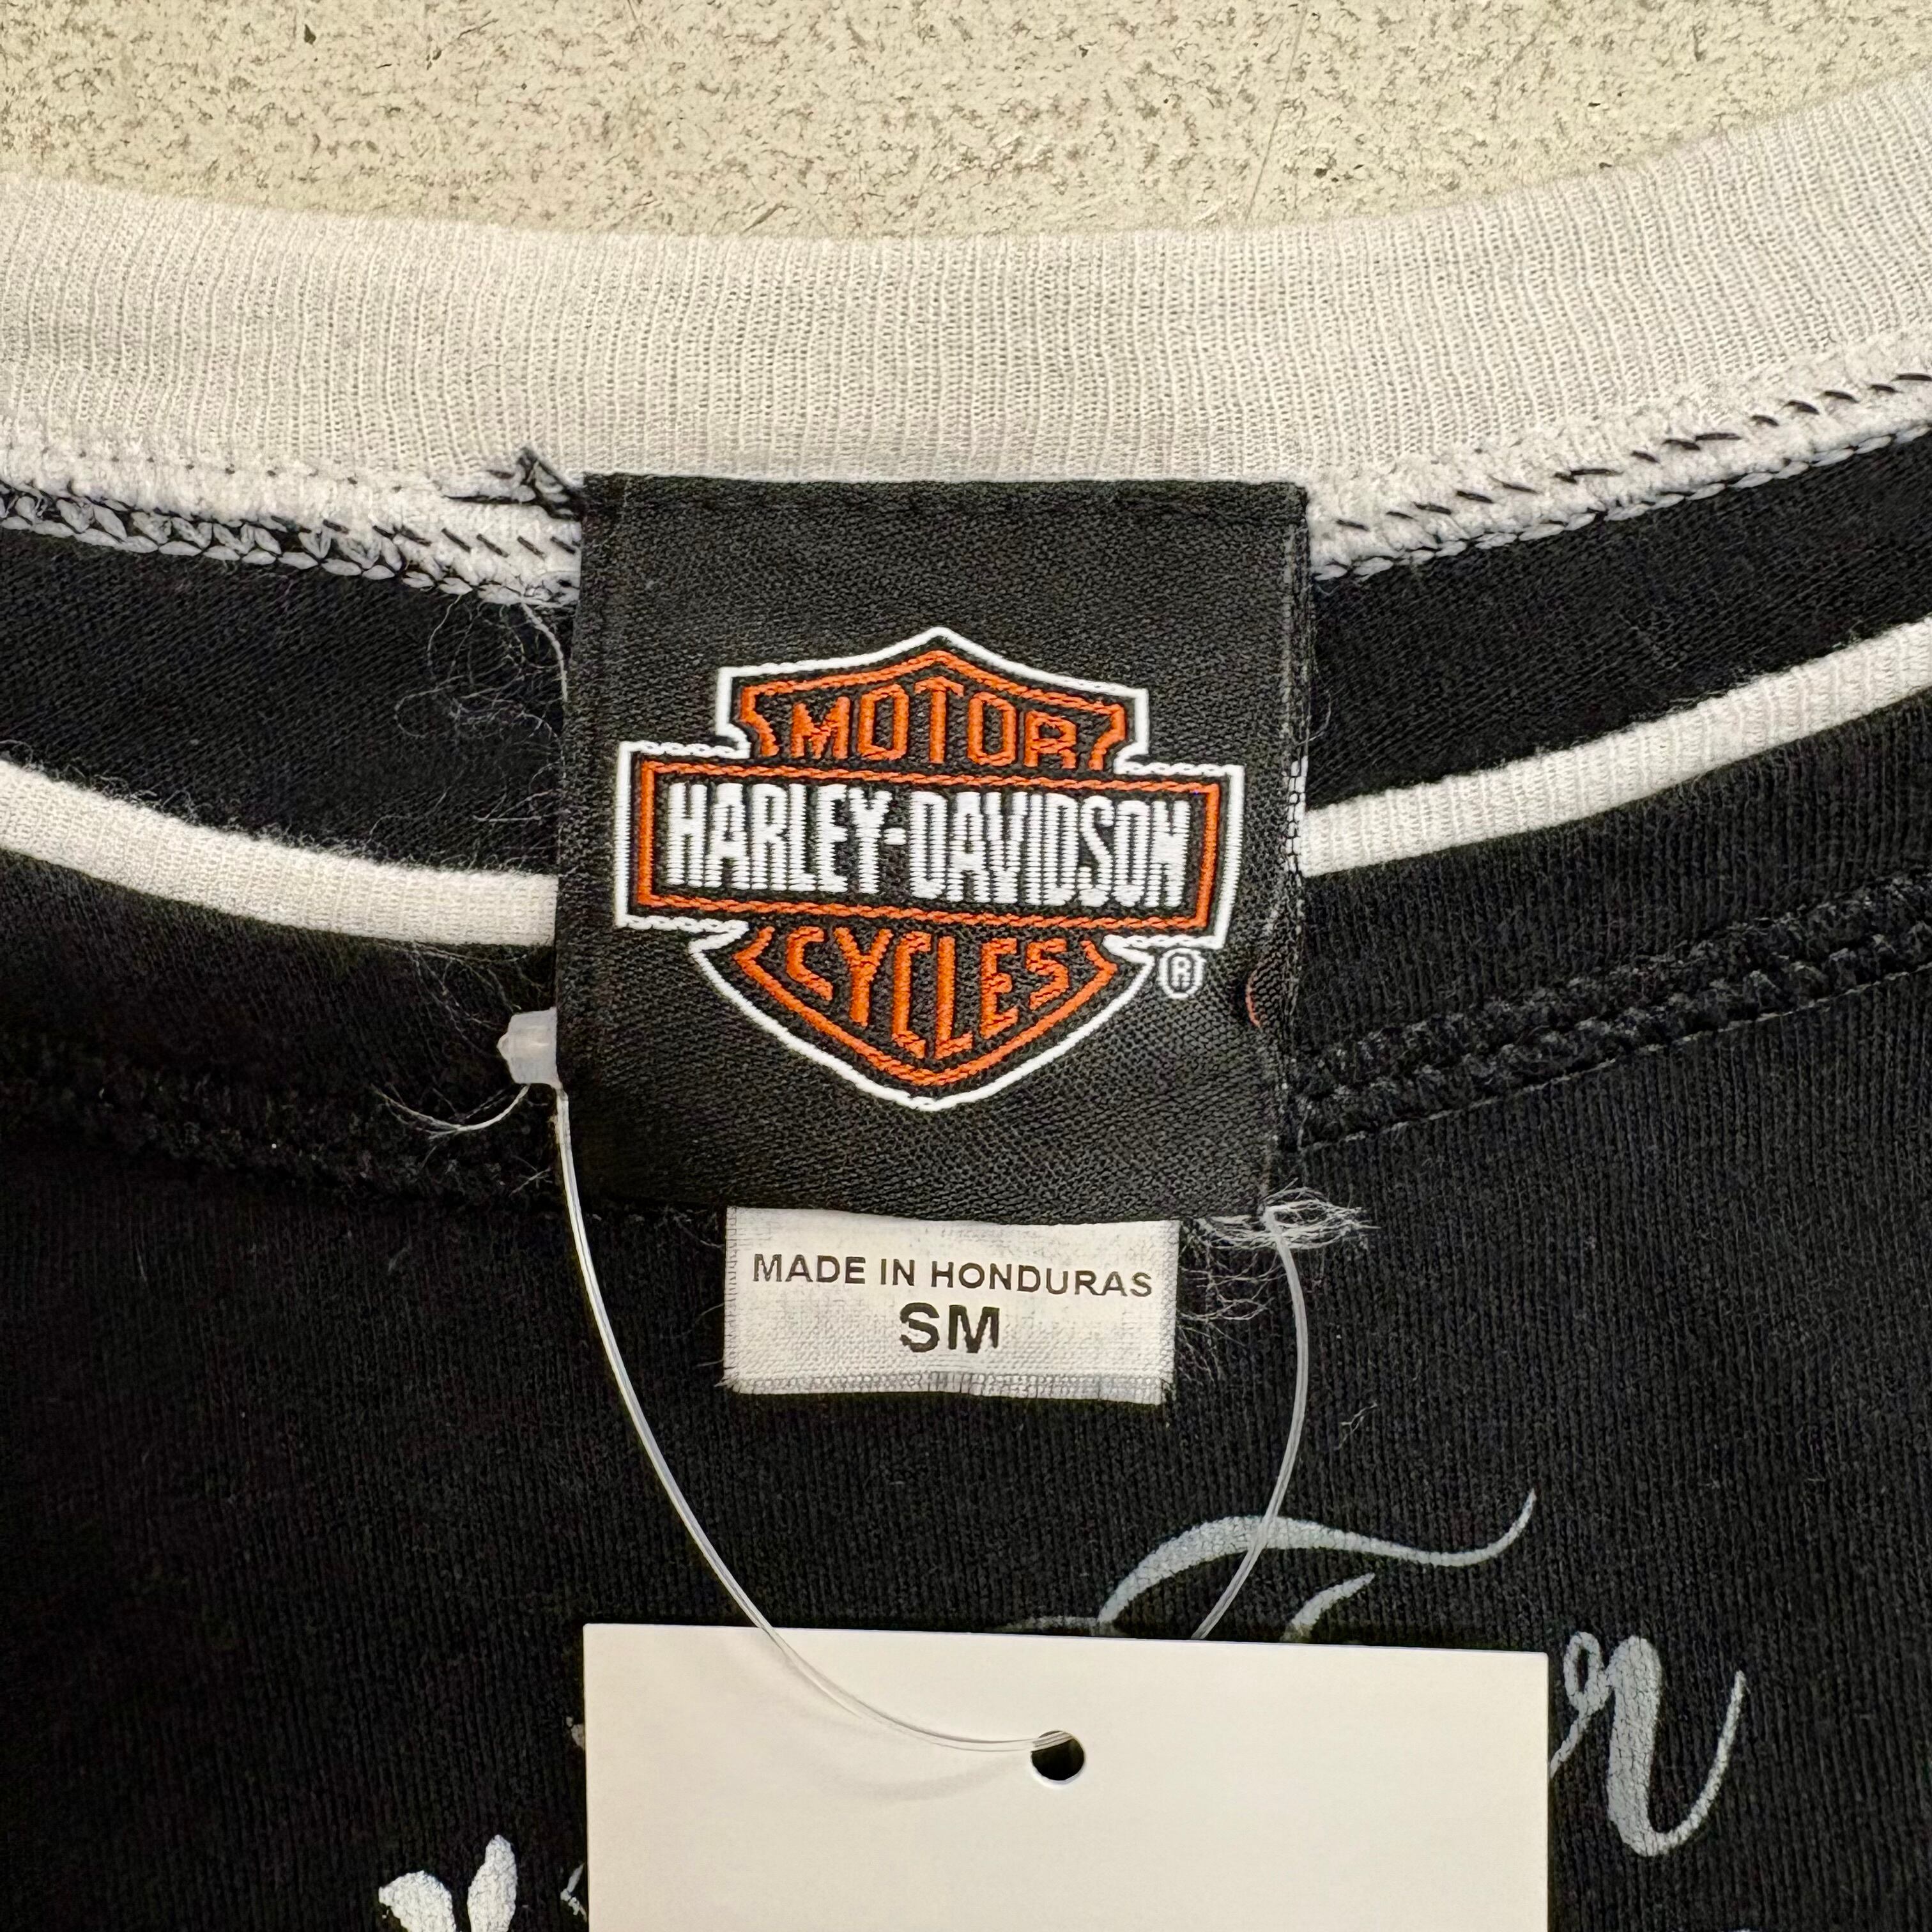 MOTOR
HARLEY-DAVIDSON
CYCLES
®
MADE IN HONDURAS
SM